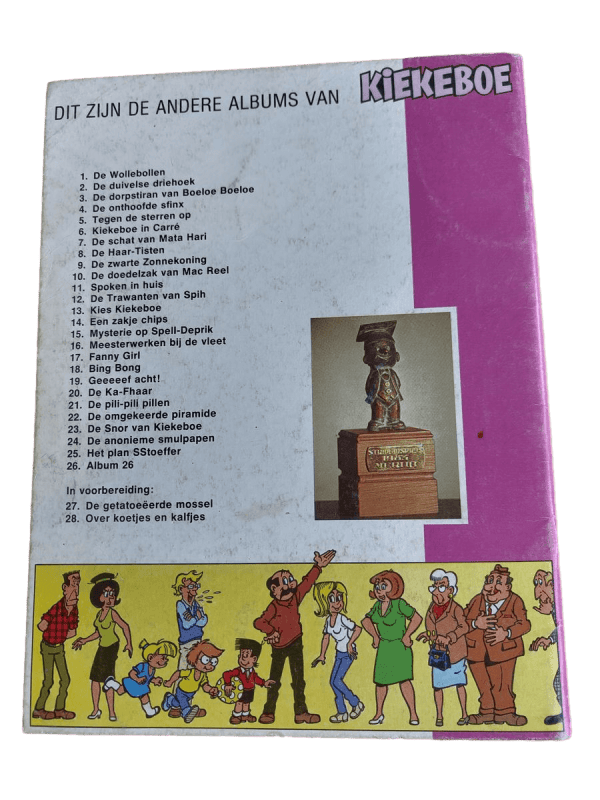 DIT ZIJN DE ANDERE ALBUMS VAN KIEKEBOE
1. De Wollebollen
2. De duivelse driehoek
3. De dorpstiran van Boeloe Boeloe
4. De onthoofde sfinx
5. Tegen de sterren op
6. Kiekeboe in Carré
7. De schat van Mata Hari
8. De Haar-Tisten
9. De zwarte Zonnekoning
10. De doedelzak van Mac Reel
11. Spoken in huis
12. De Trawanten van Spih
13. Kies Kiekeboe
14. Een zakje chips
15. Mysterie op Spell-Deprik
16. Meesterwerken bij de vleet
17. Fanny Girl
18. Bing Bong
19. Geeeeef acht!
20. De Ka-Fhaar
21. De pili-pili pillen
22. De omgekeerde piramide
23. De Snor van Kiekeboe
24. De anonieme smulpapen
25. Het plan SStoeffer
26. Album 26
In voorbereiding:
27. De getatoeëerde mossel
28. Over koetjes en kalfjes